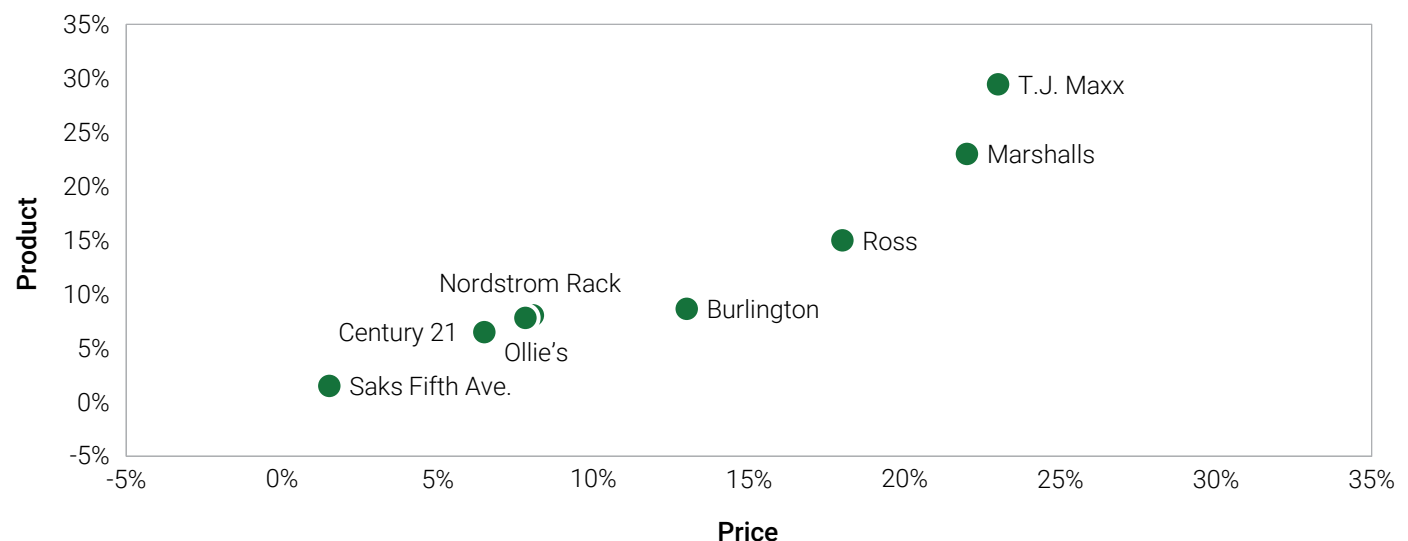 35%
30%
25%
20%
15%
10%
5%
0%
-5%
Product
T.J. Maxx
Marshalls
Ross
Nordstrom Rack
Burlington
Century 21
Ollie’s
Saks Fifth Ave.
-5%
0%
5%
10%
15%
20%
25%
30%
35%
Price